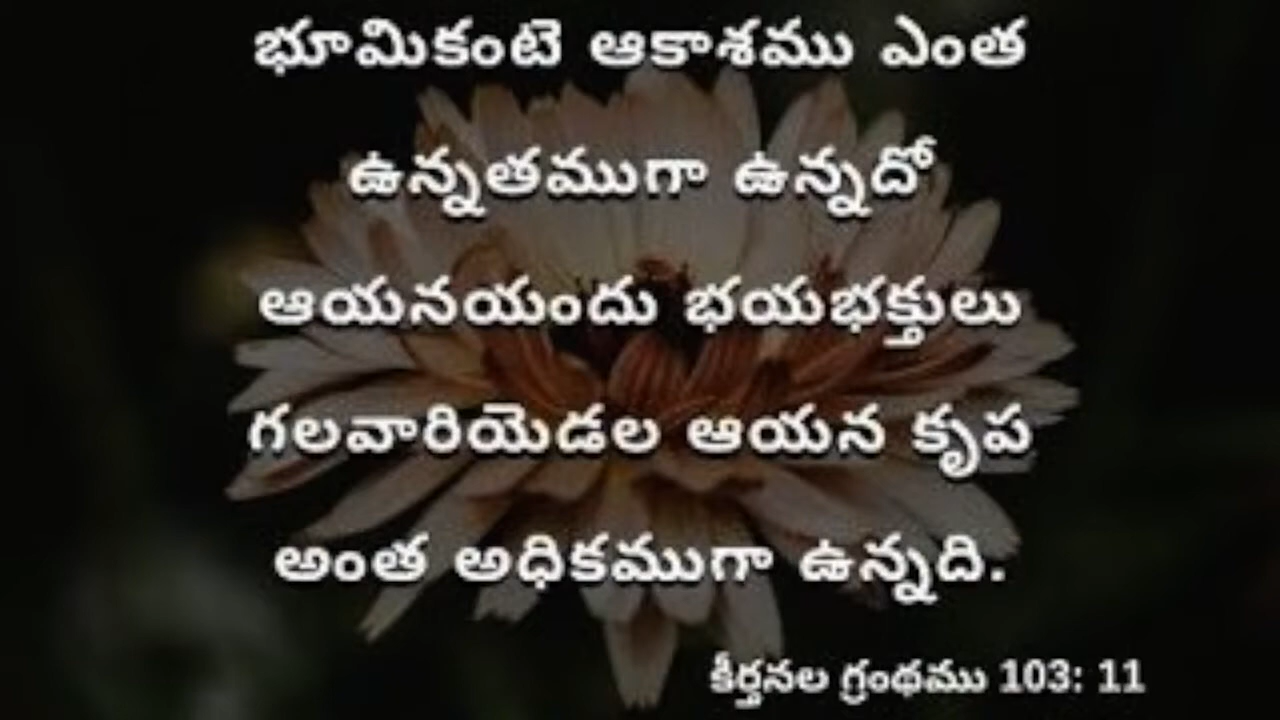 భూమికంటె ఆకాశము ఎంత
ఉన్నతముగా ఉన్నదో
ఆయనయందు భయభక్తులు
గలవారియెడల ఆయన కృప
అంత అధికముగా ఉన్నది.
కీర్తనల గ్రంథము 103: 11